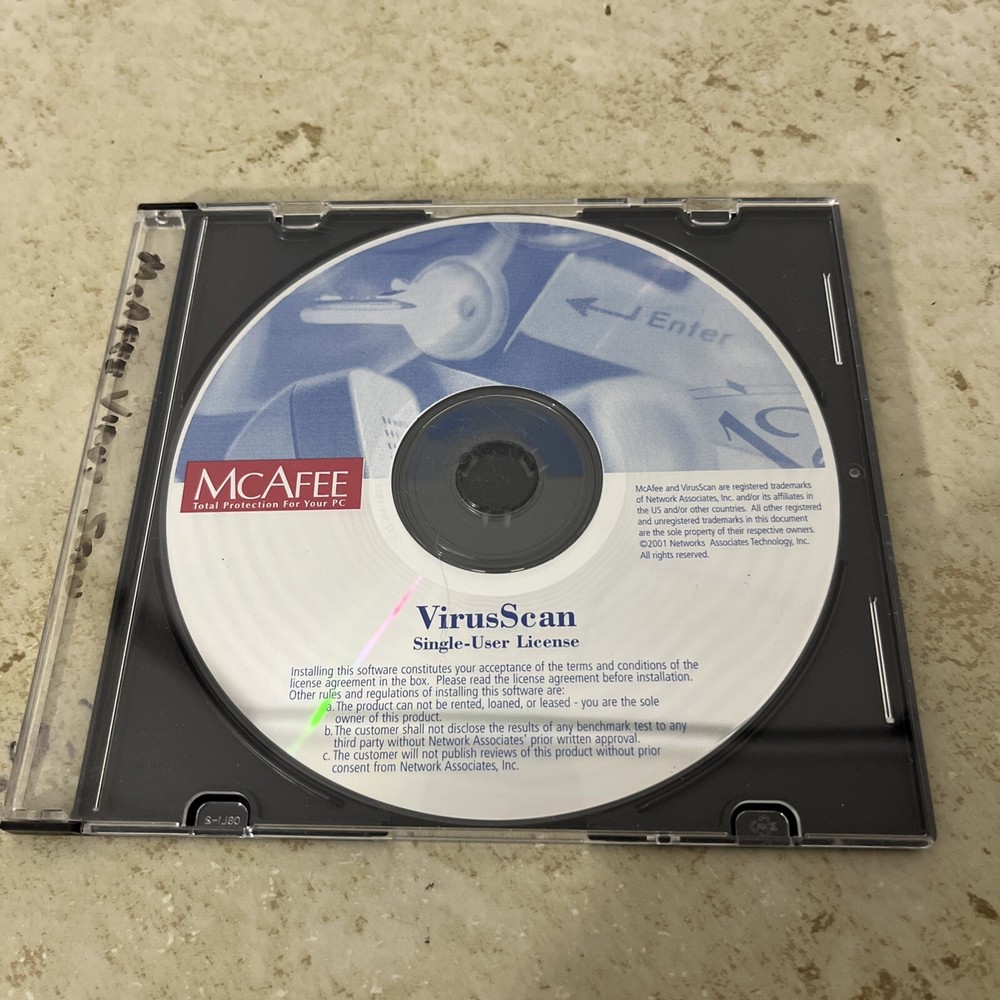 McAfee Virus Scan
Enter
12
McAfee
Total Protection For Your PC
McAfee and VirusScan are registered trademarks
of Network Associates, Inc. and/or its affiliates in
the US and/or other countries. All other registered
and unregistered trademarks in this document
are the sole property of their respective owners.
©2001 Networks Associates Technology, Inc.
All rights reserved.
VirusScan
Single-User License
Installing this software constitutes your acceptance of the terms and conditions of the
license agreement in the box. Please read the license agreement before installation.
Other rules and regulations of installing this software are:
a. The product can not be rented, loaned, or leased - you are the sole
owner of this product.
b. The customer shall not disclose the results of any benchmark test to any
third party without Network Associates' prior written approval.
c. The customer will not publish reviews of this product without prior
consent from Network Associates, Inc.